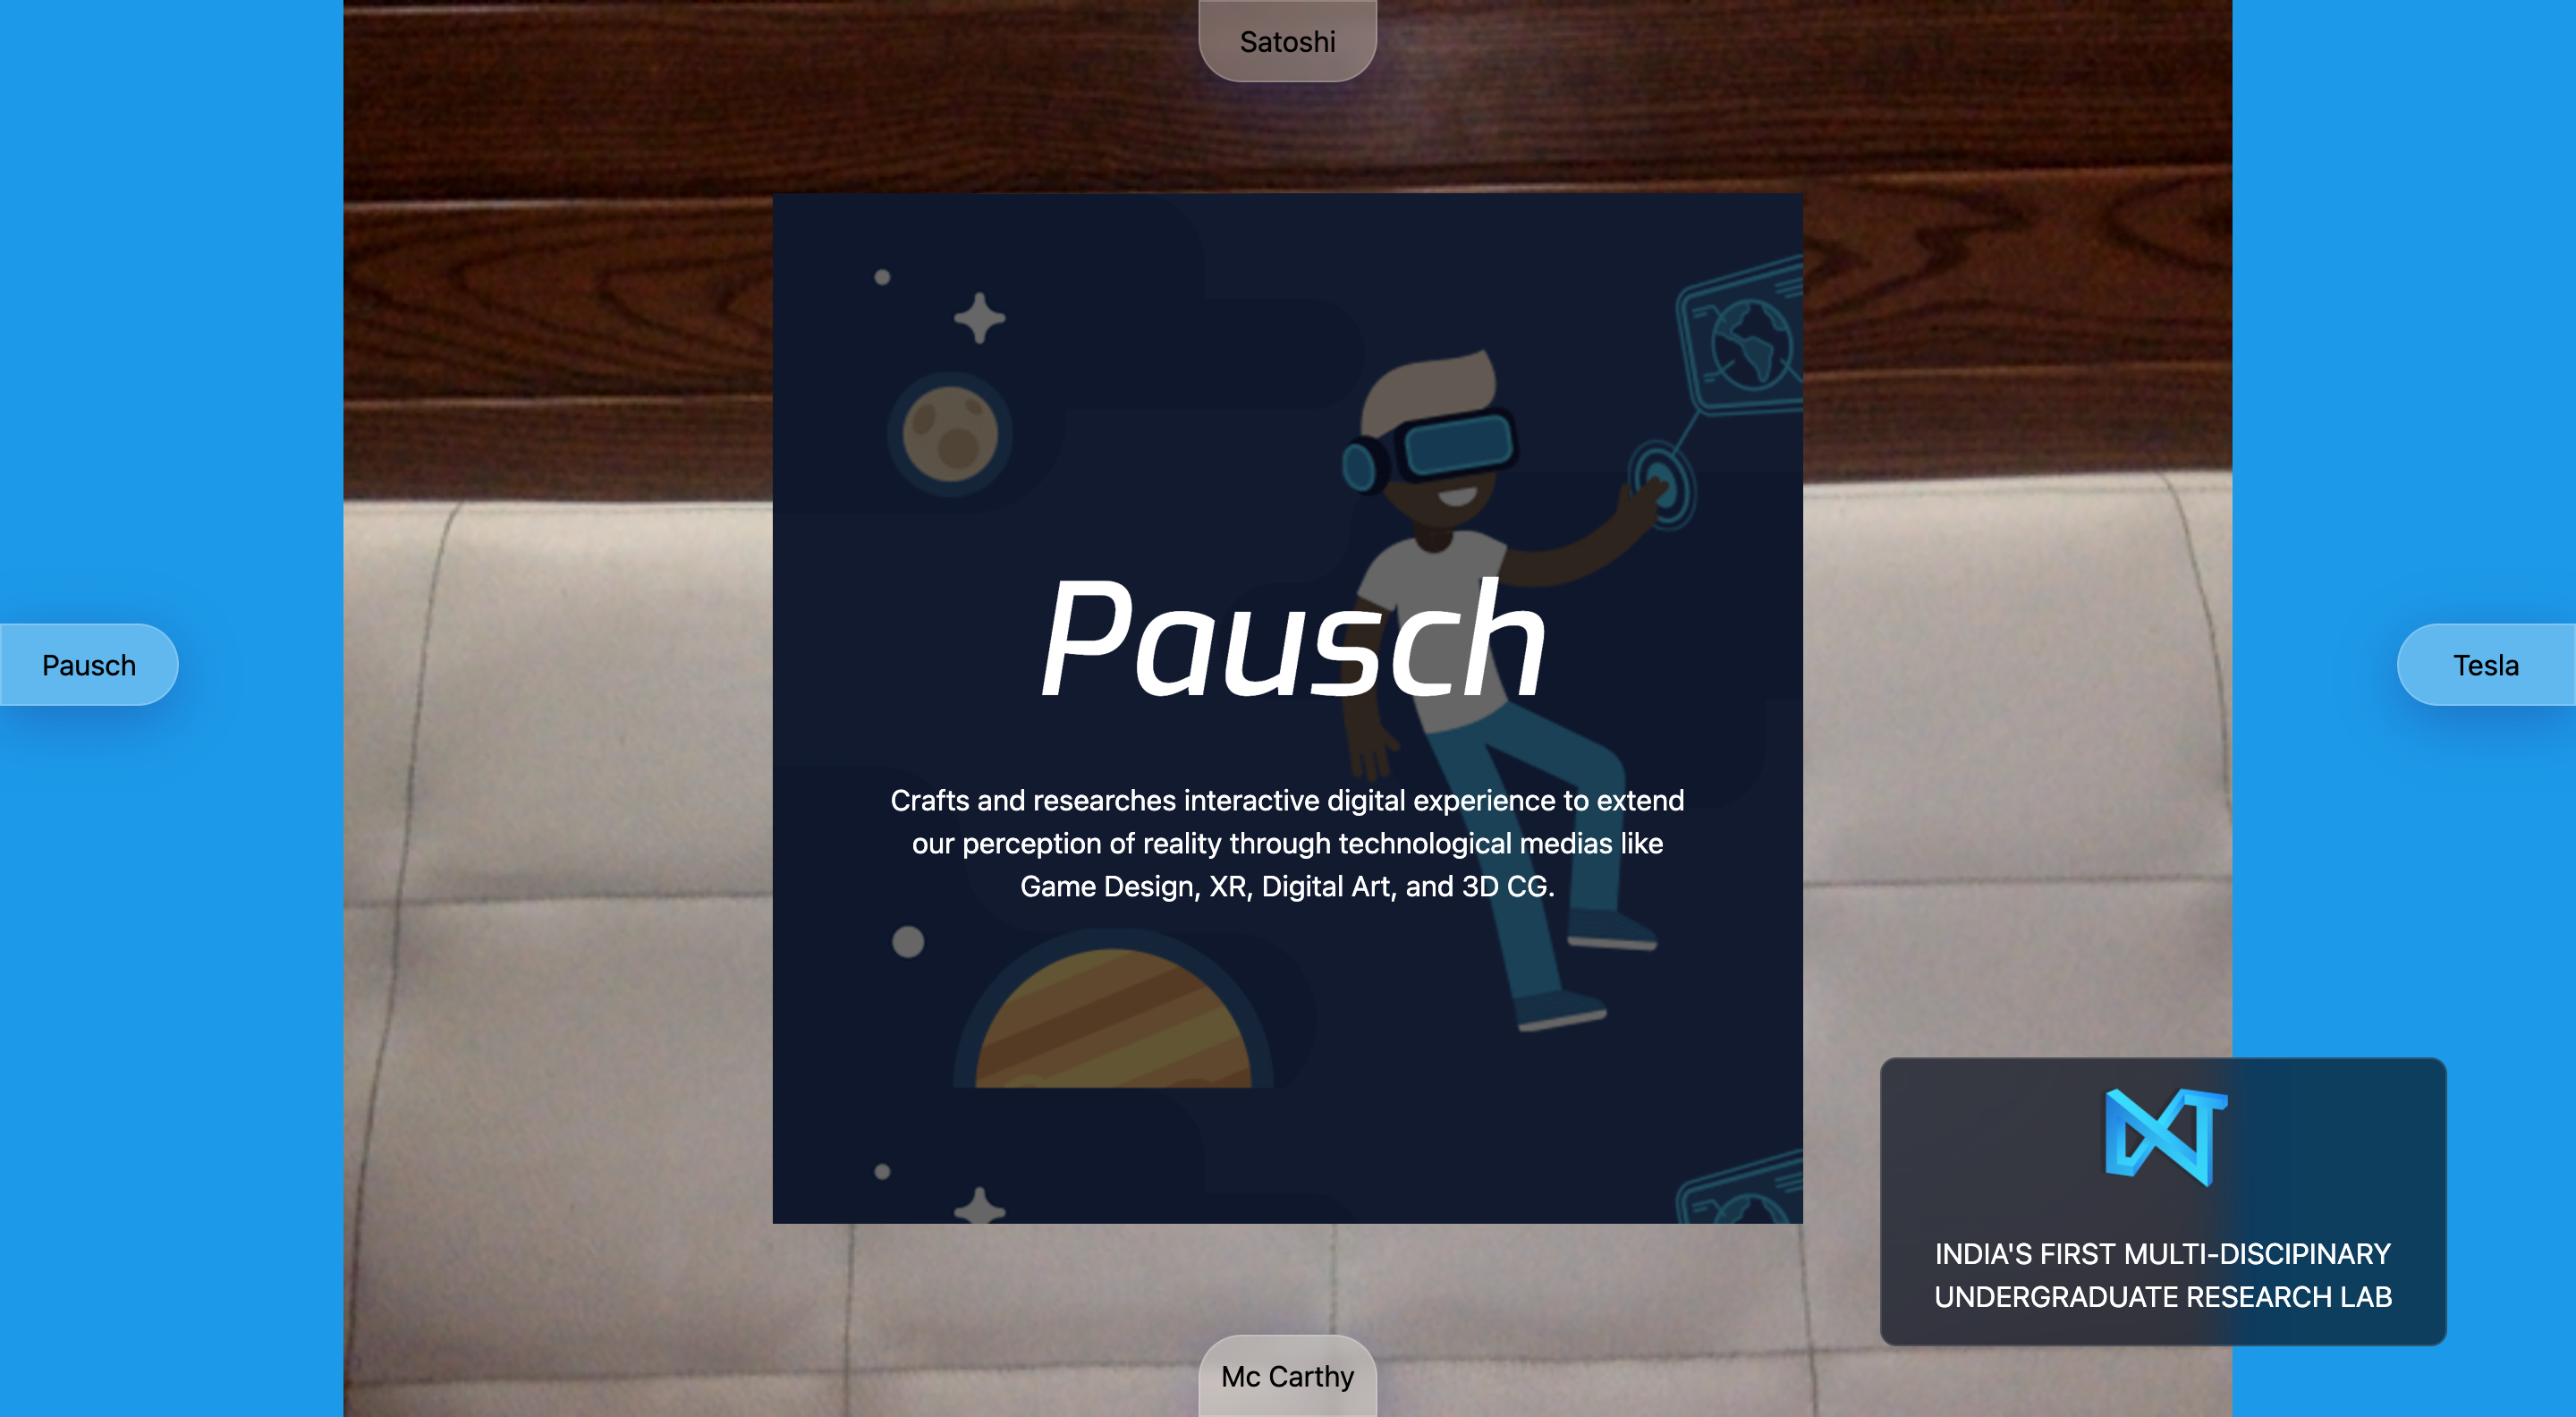 Satoshi
Pausch
Pausch
Tesla
Crafts and researches interactive digital experience to extend
our perception of reality through technological medias like
Game Design, XR, Digital Art, and 3D CG.
INDIA'S FIRST MULTI-DISCIPINARY
UNDERGRADUATE RESEARCH LAB
Mc Carthy